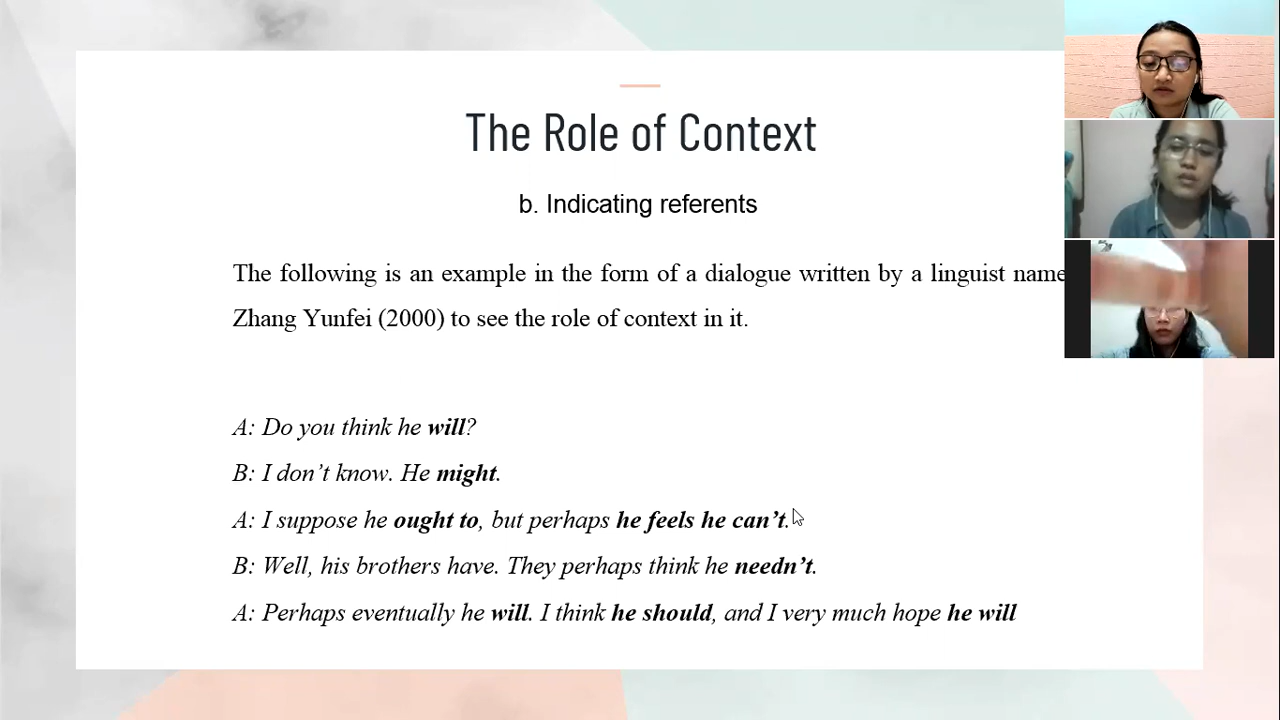 The Role of Context
b. Indicating referents
The following is an example in the form of a dialogue written by a linguist name
Zhang Yunfei (2000) to see the role of context in it.
A: Do you think he will?
B: I don’t know. He might.
A: I suppose he ought to, but perhaps he feels he can’t.
B: Well, his brothers have. They perhaps think he needn’t.
A: Perhaps eventually he will. I think he should, and I very much hope he will